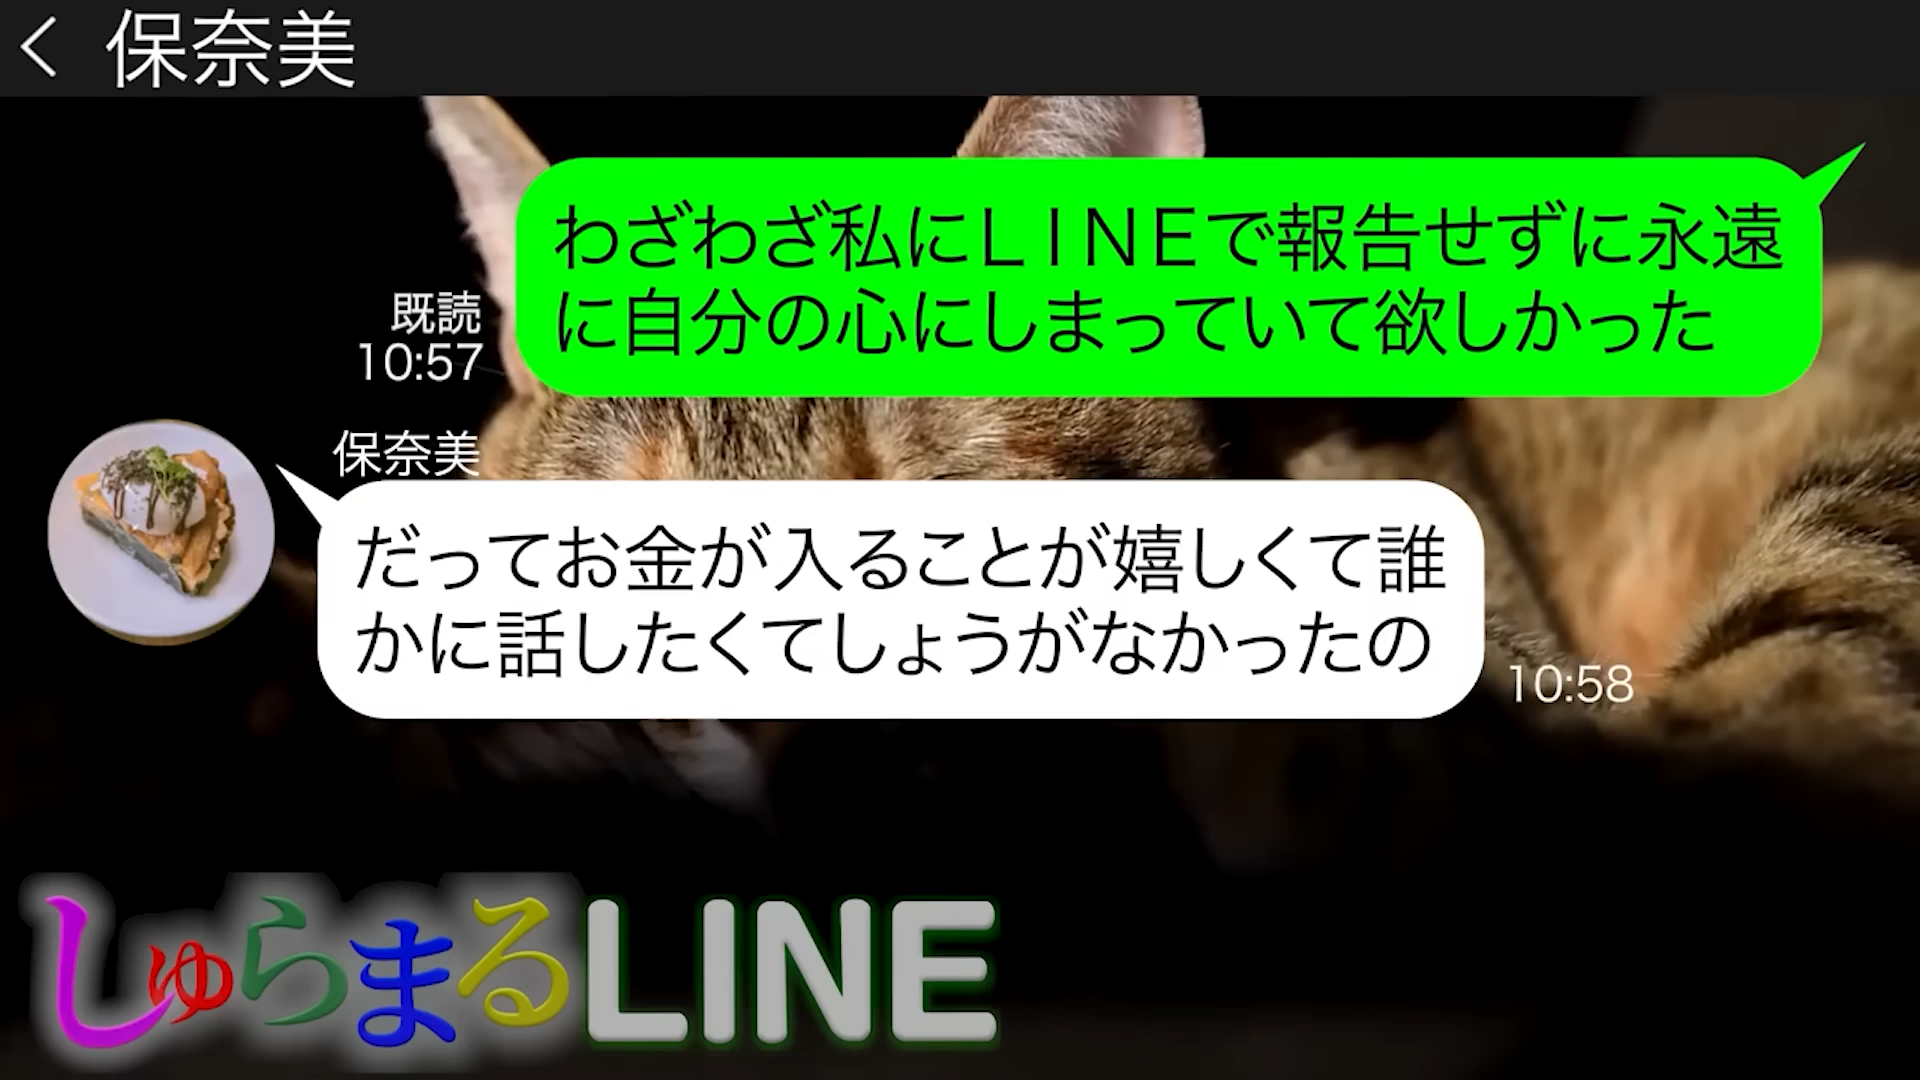 保奈美
わざわざ私にLINEで報告せずに永遠
に自分の心にしまっていて欲しかった
既読
10:57
保奈美
だってお金が入ることが嬉しくて誰
かに話したくてしょうがなかったの
10:58
しゅらまるLINE